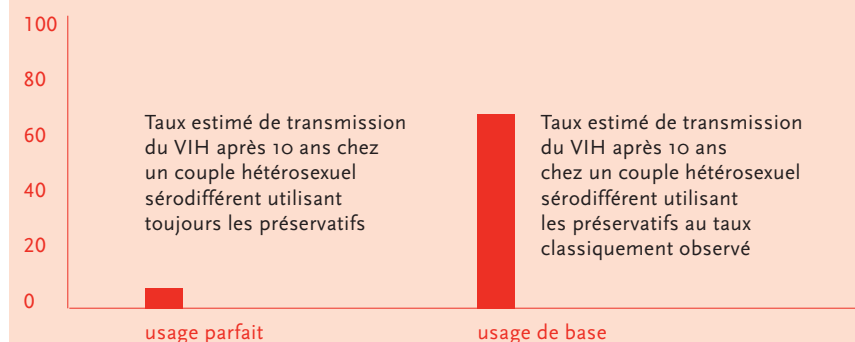 100
80
60
40
20
0
Taux estimé de transmission
du VIH après 10 ans chez
un couple hétérosexuel
sérodifférent utilisant
toujours les préservatifs
Taux estimé de transmission
du VIH après 10 ans
chez un couple hétérosexuel
sérodifférent utilisant
les préservatifs au taux
classiquement observé
usage parfait
usage de base